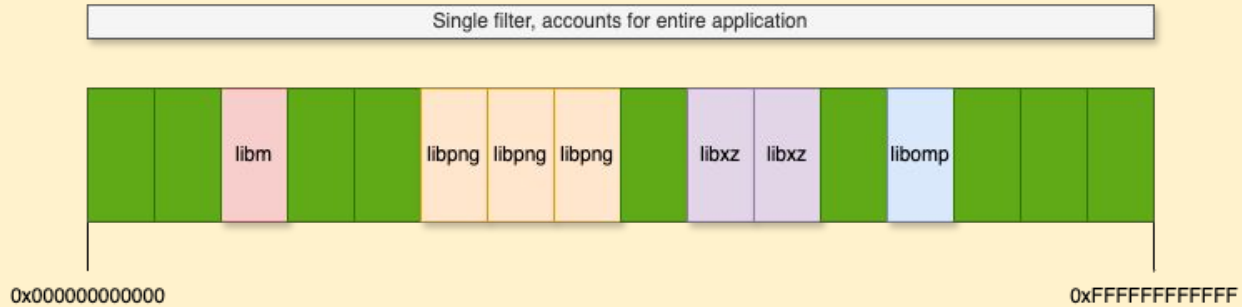 Single filter, accounts for entire application
libm libpng libpng libpng libxz libxz libomp
0x000000000000 0xFFFFFFFFFFFF